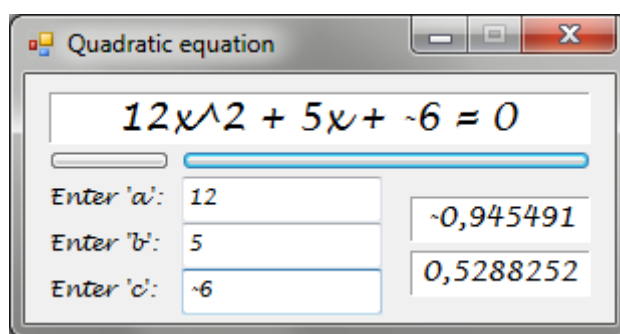 Quadratic equation
12x^2 + 5x + -6 = 0
Enter 'a': 12
Enter 'b': 5
Enter 'c': -6
-0,945491
0,5288252